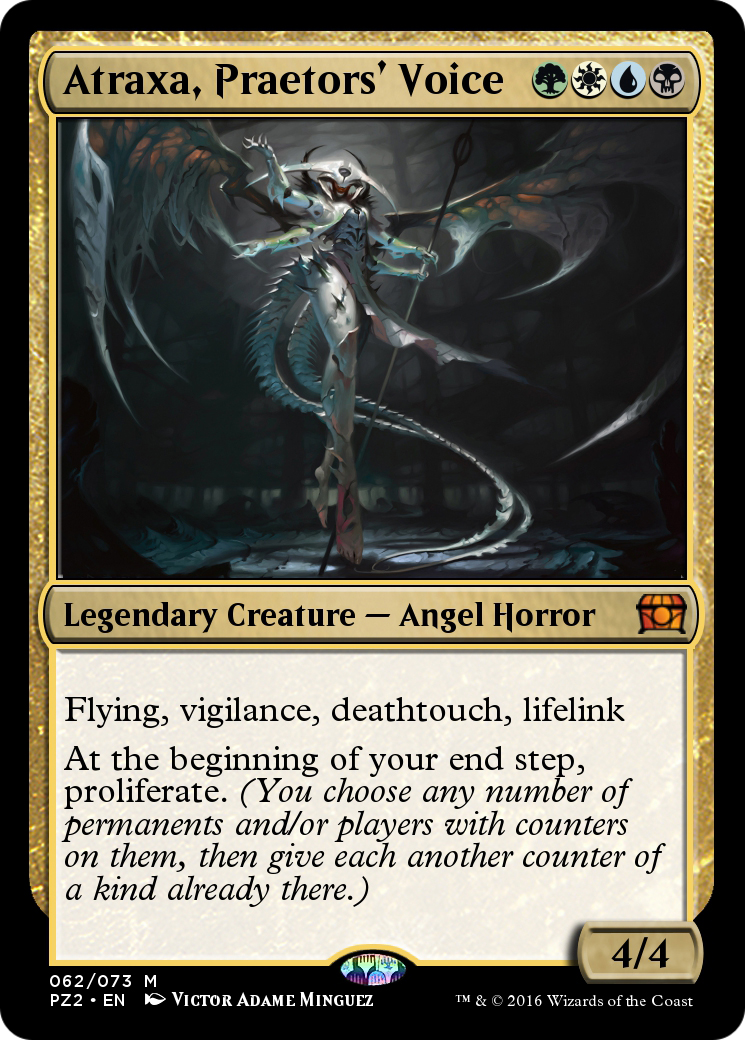 Atraxa, Praetors' Voice
Legendary Creature — Angel Horror
Flying, vigilance, deathtouch, lifelink
At the beginning of your end step,
proliferate. (You choose any number of
permanents and/or players with counters
on them, then give each another counter of
a kind already there.)
4/4
062/073 M
PZ2 • EN Victor Adame Minguez
™ & © 2016 Wizards of the Coast